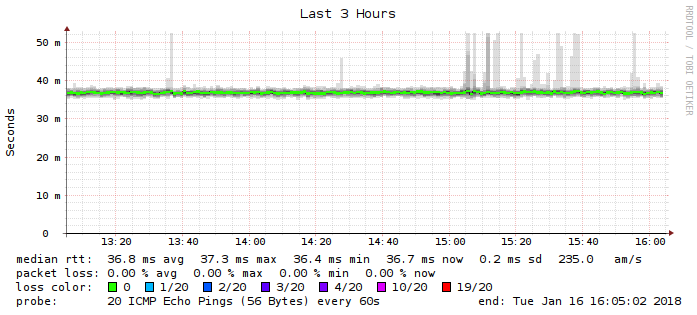 Last 3 Hours
RRDTOOL / TOBI OETIKER
Seconds
50 m
40 m
30 m
20 m
10 m
0
13:20 13:40 14:00 14:20 14:40 15:00 15:20 15:40 16:00
median rtt: 36.8 ms avg 37.3 ms max 36.4 ms min 36.7 ms now 0.2 ms sd 235.0 am/s
packet loss: 0.00 % avg 0.00 % max 0.00 % min 0.00 % now
loss color: 0 1/20 2/20 3/20 4/20 10/20 19/20
probe: 20 ICMP Echo Pings (56 Bytes) every 60s end: Tue Jan 16 16:05:02 2018